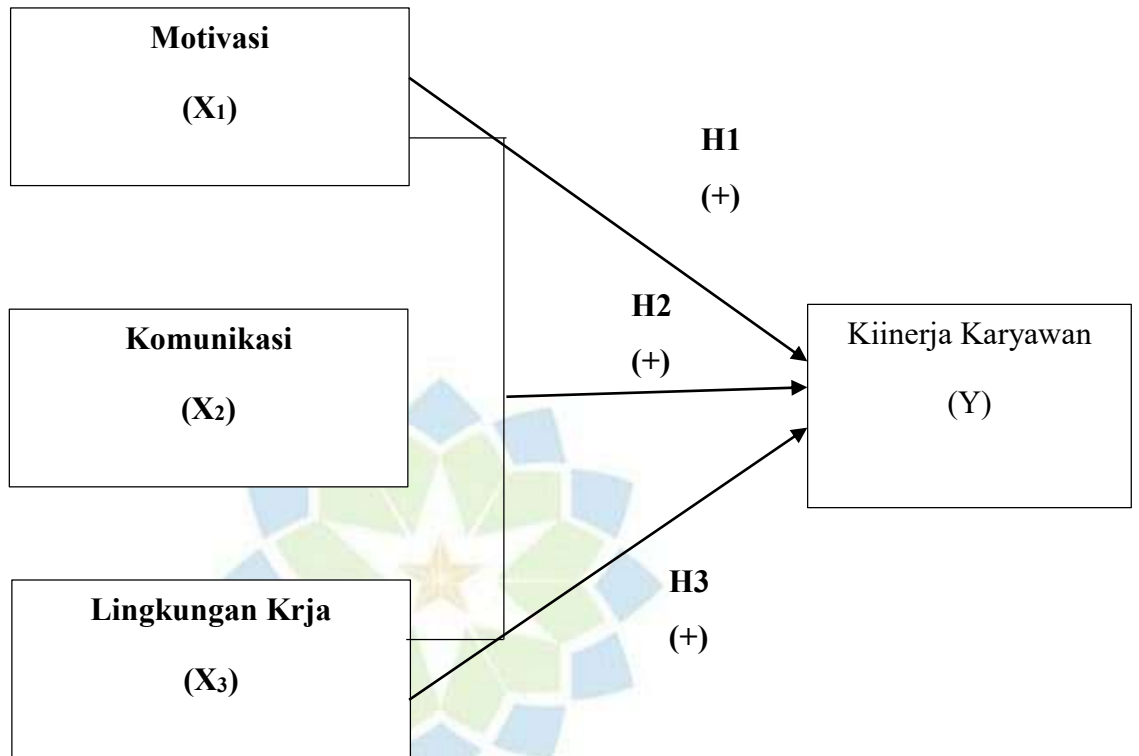 Motivasi
(X1)
H1
(+)
Komunikasi
(X2)
H2
(+)
Kiinerja Karyawan
(Y)
Lingkungan Krja
(X3)
H3
(+)